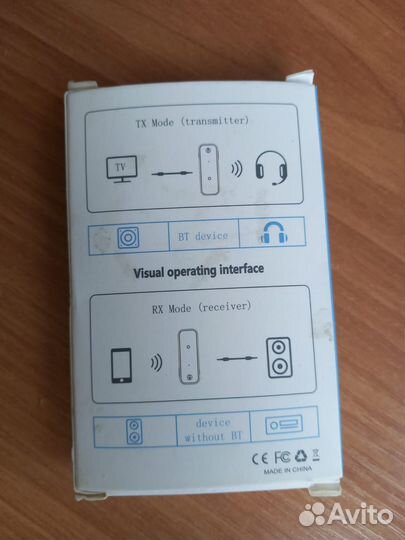 TX Mode (transmitter)
TV
BT device
Visual operating interface
RX Mode (receiver)
device
without BT
CE FC
MADE IN CHINA
Avito